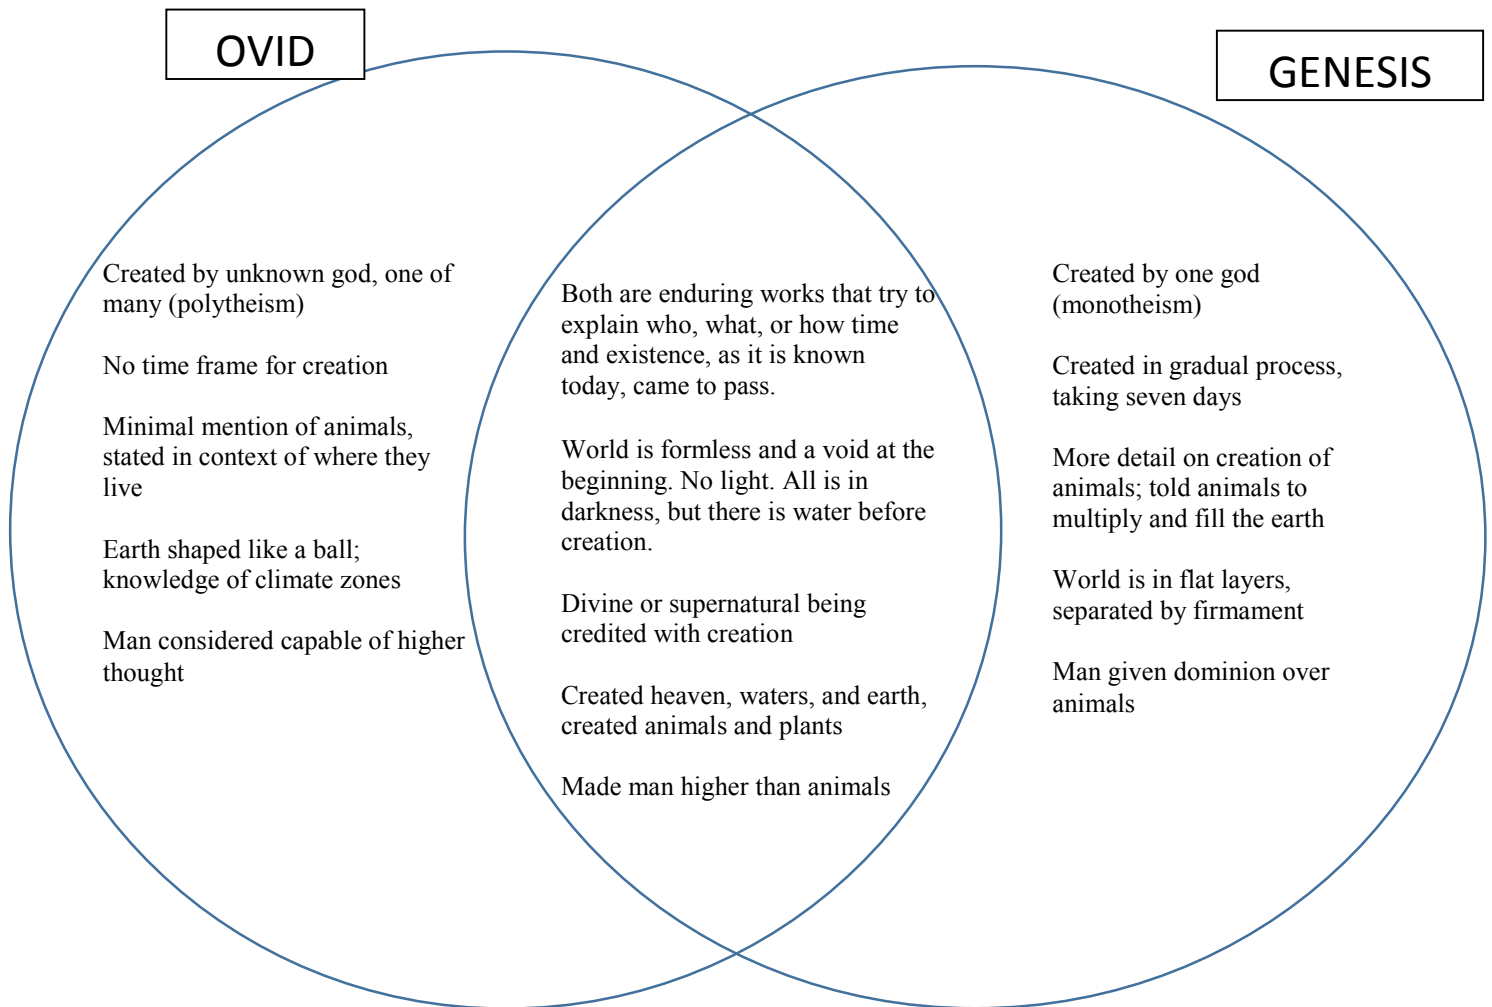 OVID
GENESIS
Created by unknown god, one of
many (polytheism)
No time frame for creation
Minimal mention of animals,
stated in context of where they
live
Earth shaped like a ball;
knowledge of climate zones
Man considered capable of higher
thought
Both are enduring works that try to
explain who, what, or how time
and existence, as it is known
today, came to pass.
World is formless and a void at the
beginning. No light. All is in
darkness, but there is water before
creation.
Divine or supernatural being
credited with creation
Created heaven, waters, and earth,
created animals and plants
Made man higher than animals
Created by one god
(monotheism)
Created in gradual process,
taking seven days
More detail on creation of
animals; told animals to
multiply and fill the earth
World is in flat layers,
separated by firmament
Man given dominion over
animals